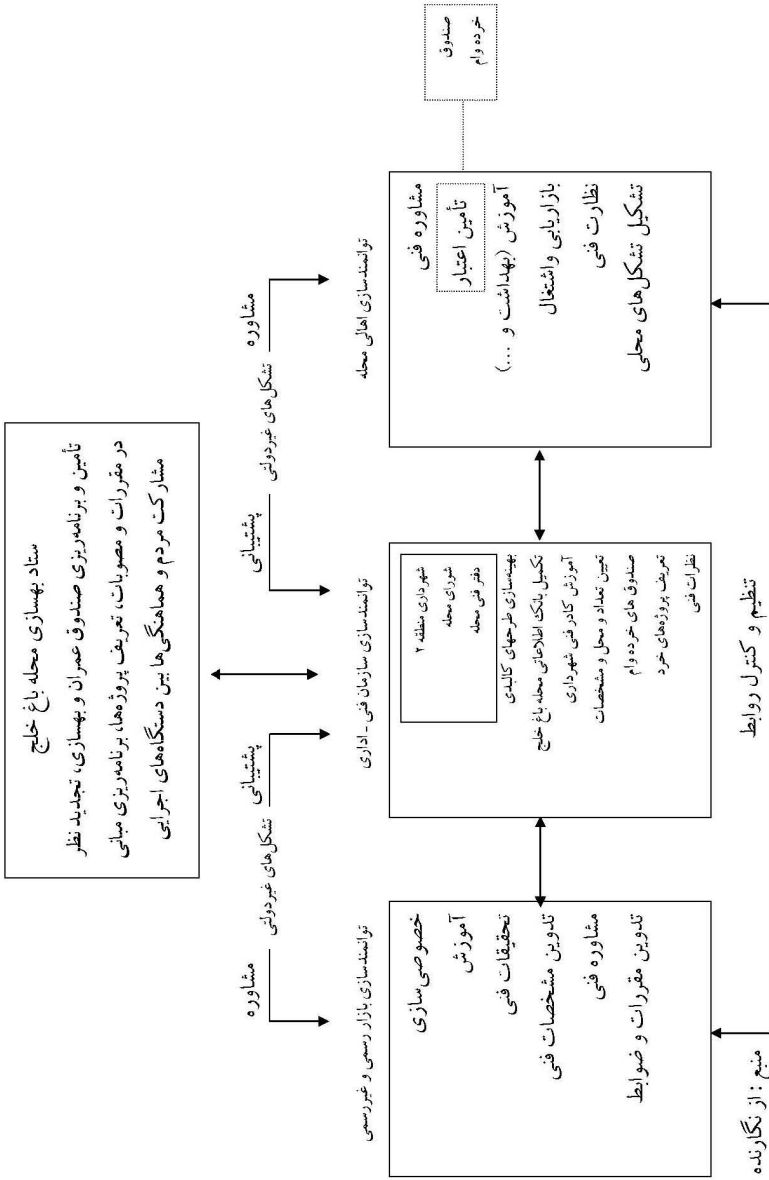 ستاد بهسازی محله باغ خلج
تأمین و برنامه‌ریزی صندوق عمران و بهسازی، تجدید نظر
در مقررات و مصوبات، تعریف پروژه‌ها، برنامه‌ریزی مبانی
مشارکت مردم و هماهنگی‌ها بین دستگاه‌های اجرایی
مشاوره
تشکل‌های غیردولتی
پشتیبانی
پشتیبانی
تشکل‌های غیردولتی
مشاوره
توانمندسازی اهالی محله
مشاوره فنی
تأمین اعتبار
آموزش (بهداشت و ...)
بازاریابی واشتغال
نظارت فنی
تشکیل تشکل‌های محلی
صندوق
خرده وام
توانمندسازی سازمان فنی -اداری
شهرداری منطقه ۲
شورای محله
دفتر فنی محله
بهینه‌سازی طرحهای کالبدی
تکمیل بانک اطلاعاتی محله باغ خلج
آموزش کادر فنی شهرداری
تعیین تعداد و محل و مشخصات
صندوق های خرده وام
تعریف پروژه‌های خرد
نظرات فنی
توانمندسازی بازار رسمی و غیررسمی
خصوصی‌سازی
آموزش
تحقیقات فنی
تدوین مشخصات فنی
مشاوره فنی
تدوین مقررات و ضوابط
تنظیم و کنترل روابط
منبع : از نگارنده